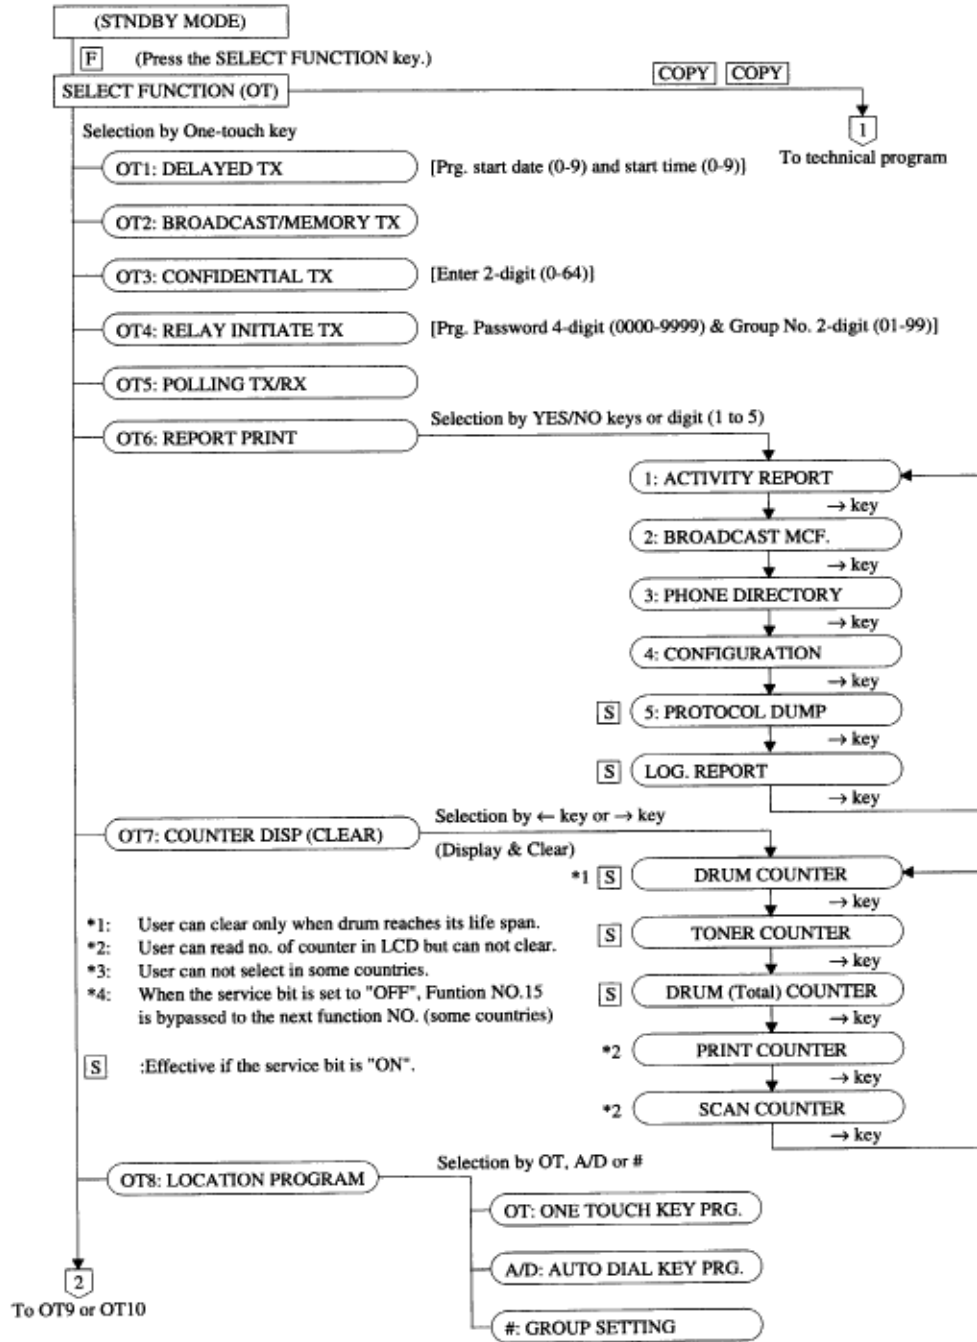 (STNDBY MODE)
F (Press the SELECT FUNCTION key.)
COPY COPY
SELECT FUNCTION (OT)
1
To technical program
Selection by One-touch key
OT1: DELAYED TX [Prg. start date (0-9) and start time (0-9)]
OT2: BROADCAST/MEMORY TX
OT3: CONFIDENTIAL TX [Enter 2-digit (0-64)]
OT4: RELAY INITIATE TX [Prg. Password 4-digit (0000-9999) & Group No. 2-digit (01-99)]
OT5: POLLING TX/RX
Selection by YES/NO keys or digit (1 to 5)
OT6: REPORT PRINT
1: ACTIVITY REPORT
→ key
2: BROADCAST MCF.
→ key
3: PHONE DIRECTORY
→ key
4: CONFIGURATION
→ key
S 5: PROTOCOL DUMP
→ key
S LOG. REPORT
→ key
Selection by ← key or → key
OT7: COUNTER DISP (CLEAR)
(Display & Clear)
*1 S DRUM COUNTER
→ key
S TONER COUNTER
→ key
S DRUM (Total) COUNTER
→ key
*2 PRINT COUNTER
→ key
*2 SCAN COUNTER
→ key
*1: User can clear only when drum reaches its life span.
*2: User can read no. of counter in LCD but can not clear.
*3: User can not select in some countries.
*4: When the service bit is set to "OFF", Funtion NO.15
is bypassed to the next function NO. (some countries)
S :Effective if the service bit is "ON".
Selection by OT, A/D or #
OT8: LOCATION PROGRAM
OT: ONE TOUCH KEY PRG.
A/D: AUTO DIAL KEY PRG.
#: GROUP SETTING
2
To OT9 or OT10